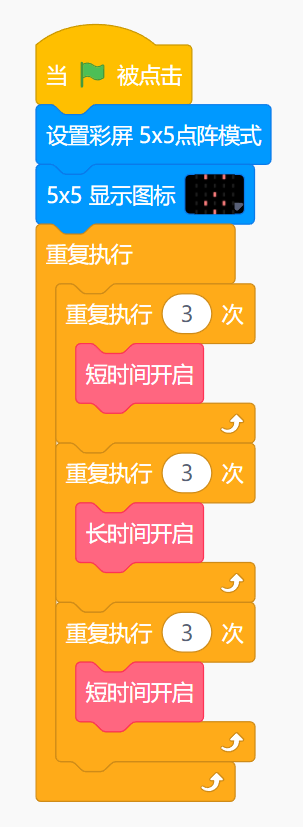 当 被点击
设置彩屏 5x5点阵模式
5x5 显示图标
重复执行
重复执行 3 次
短时间开启
重复执行 3 次
长时间开启
重复执行 3 次
短时间开启